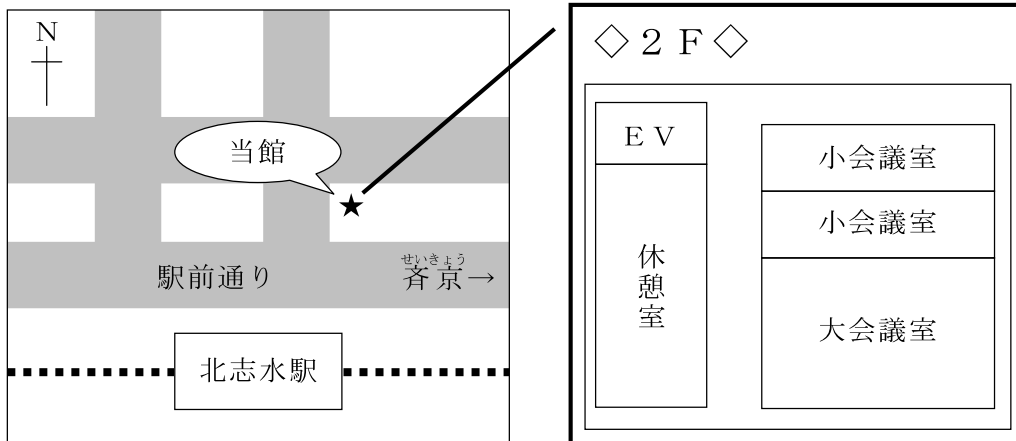 N
当館
駅前通り
せいきょう
斉京→
北志水駅
◇2F◇
EV
休憩室
小会議室
小会議室
大会議室